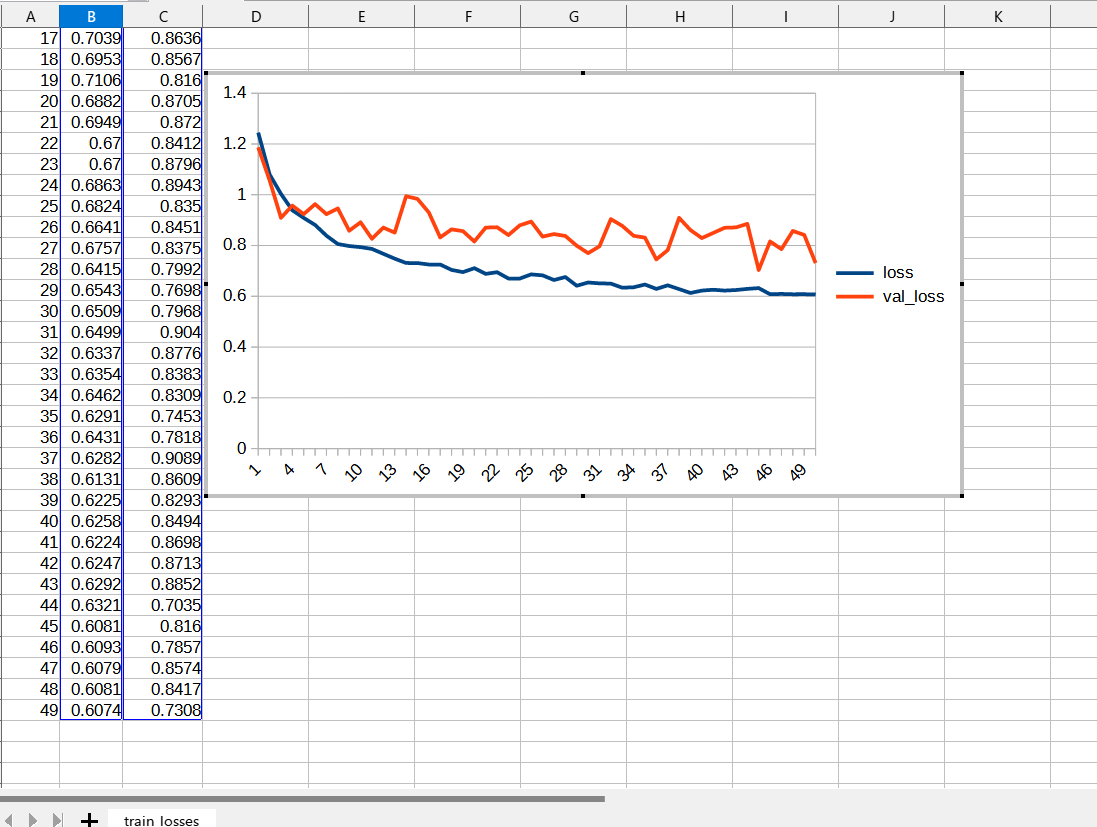 A B C D E F G H I J K
17 0.7039 0.8636
18 0.6953 0.8567
19 0.7106 0.816
20 0.6882 0.8705
21 0.6949 0.872
22 0.67 0.8412
23 0.67 0.8796
24 0.6863 0.8943
25 0.6824 0.835
26 0.6641 0.8451
27 0.6757 0.8375
28 0.6415 0.7992
29 0.6543 0.7698
30 0.6509 0.7968
31 0.6499 0.904
32 0.6337 0.8776
33 0.6354 0.8383
34 0.6462 0.8309
35 0.6291 0.7453
36 0.6431 0.7818
37 0.6282 0.9089
38 0.6131 0.8609
39 0.6225 0.8293
40 0.6258 0.8494
41 0.6224 0.8698
42 0.6247 0.8713
43 0.6292 0.8852
44 0.6321 0.7035
45 0.6081 0.816
46 0.6093 0.7857
47 0.6079 0.8574
48 0.6081 0.8417
49 0.6074 0.7308
1.4
1.2
1
0.8
0.6
0.4
0.2
0
1 4 7 10 13 16 19 22 25 28 31 34 37 40 43 46 49
loss
val_loss
train_losses